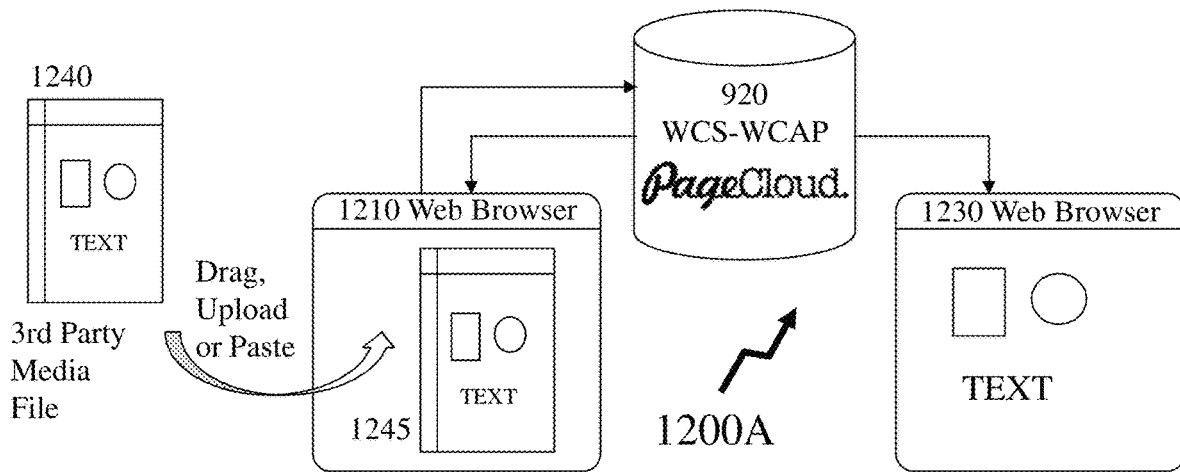 1240
TEXT
3rd Party
Media
File
Drag,
Upload
or Paste
1210 Web Browser
TEXT
1245
920
WCS-WCAP
PageCloud.
1200A
1230 Web Browser
TEXT